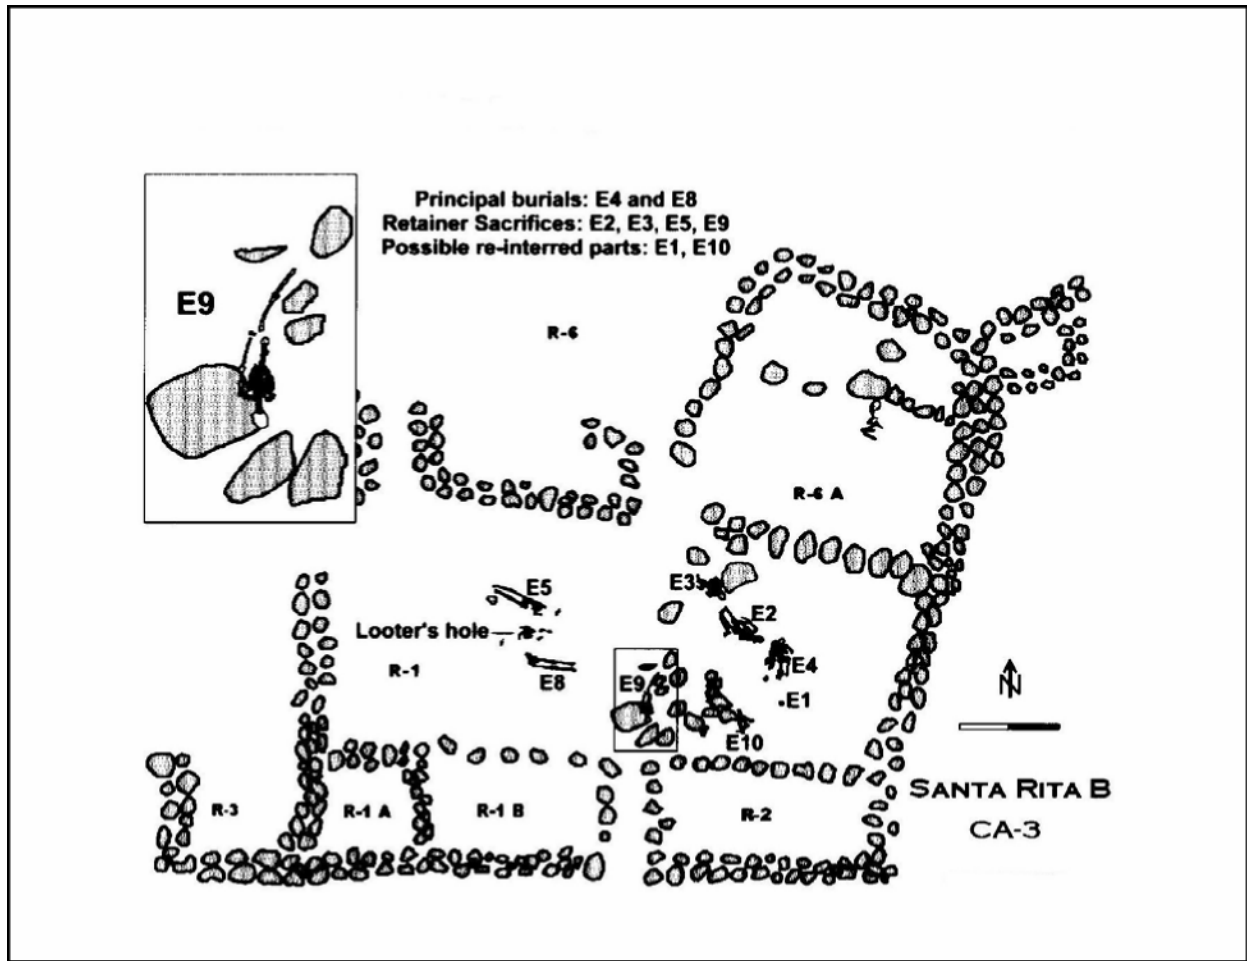 Principal burials: E4 and E8
Retainer Sacrifices: E2, E3, E5, E9
Possible re-interred parts: E1, E10
E9
R-6
R-6 A
E3
E5
E2
Looter's hole
E4
R-1
E8
E9
E1
E10
N
SANTA RITA B
CA-3
R-3
R-1 A
R-1 B
R-2